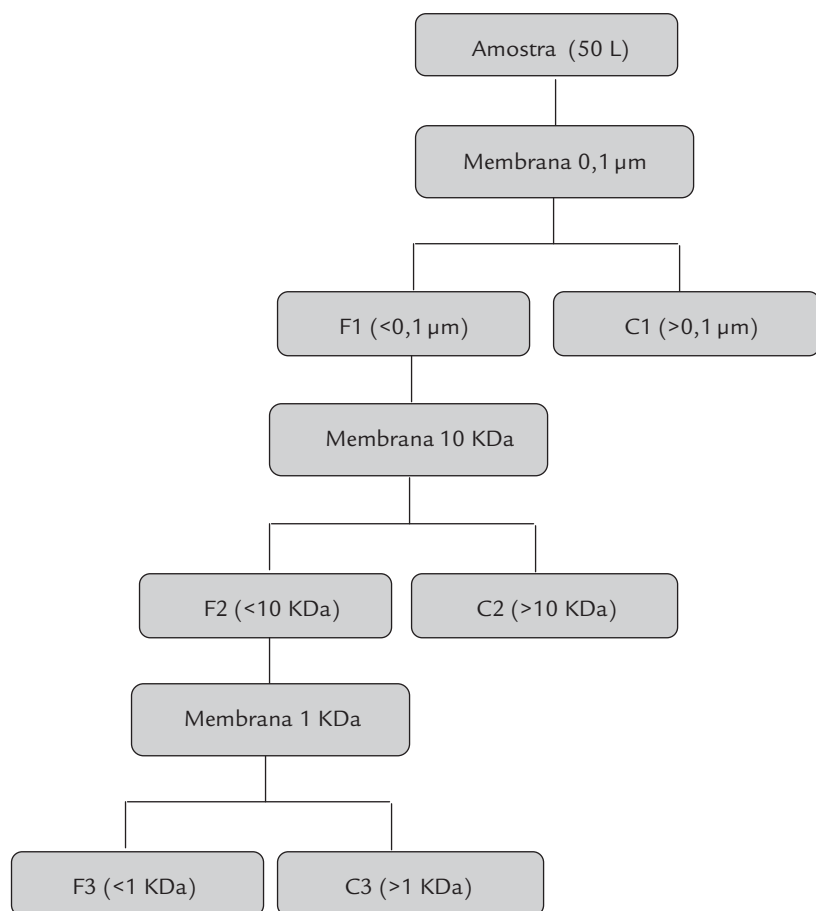 Amostra (50 L)
Membrana 0,1 µm
F1 (<0,1 µm)
C1 (>0,1 µm)
Membrana 10 KDa
F2 (<10 KDa)
C2 (>10 KDa)
Membrana 1 KDa
F3 (<1 KDa)
C3 (>1 KDa)